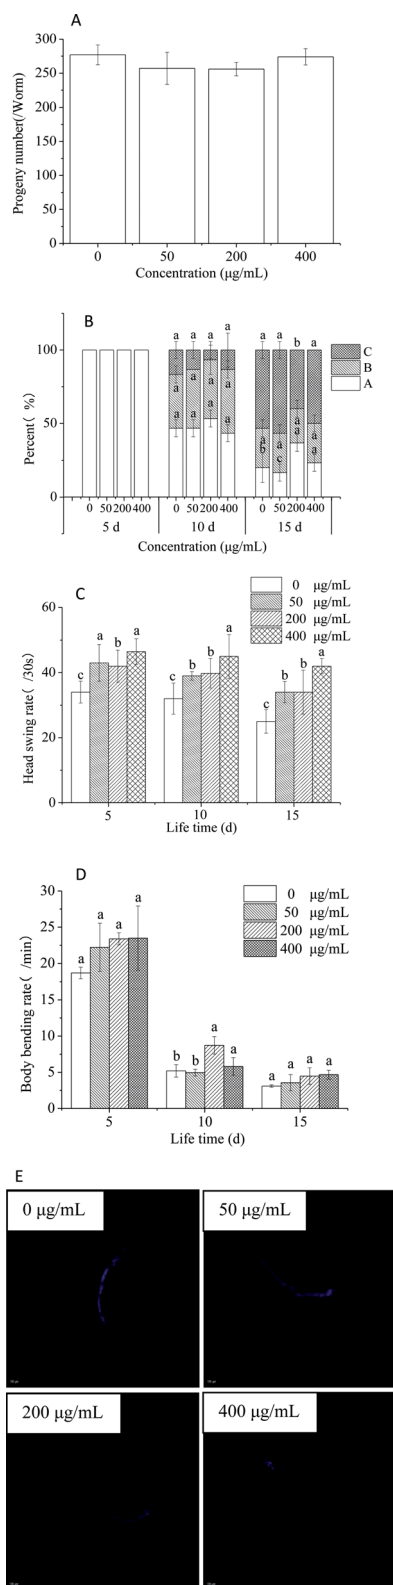 A
300
250
200
150
100
50
0
Progeny number(/Worm)
0 50 200 400
Concentration (μg/mL)
B
100
50
0
Percent( %)
a a a a a a b a
a a a a a a a a
a a a a b c a a
C
B
A
0 50 200 400 0 50 200 400 0 50 200 400
5 d 10 d 15 d
Concentration (μg/mL)
C
0 μg/mL
50 μg/mL
200 μg/mL
400 μg/mL
60
40
20
0
Head swing rate( /30s)
c a b a c b b a c b b a
5 10 15
Life time (d)
D
0 μg/mL
50 μg/mL
200 μg/mL
400 μg/mL
30
25
20
15
10
5
0
Body bending rate( /min)
a a a a b b a a a a a a
5 10 15
Life time (d)
E
0 μg/mL
50 μg/mL
200 μg/mL
400 μg/mL